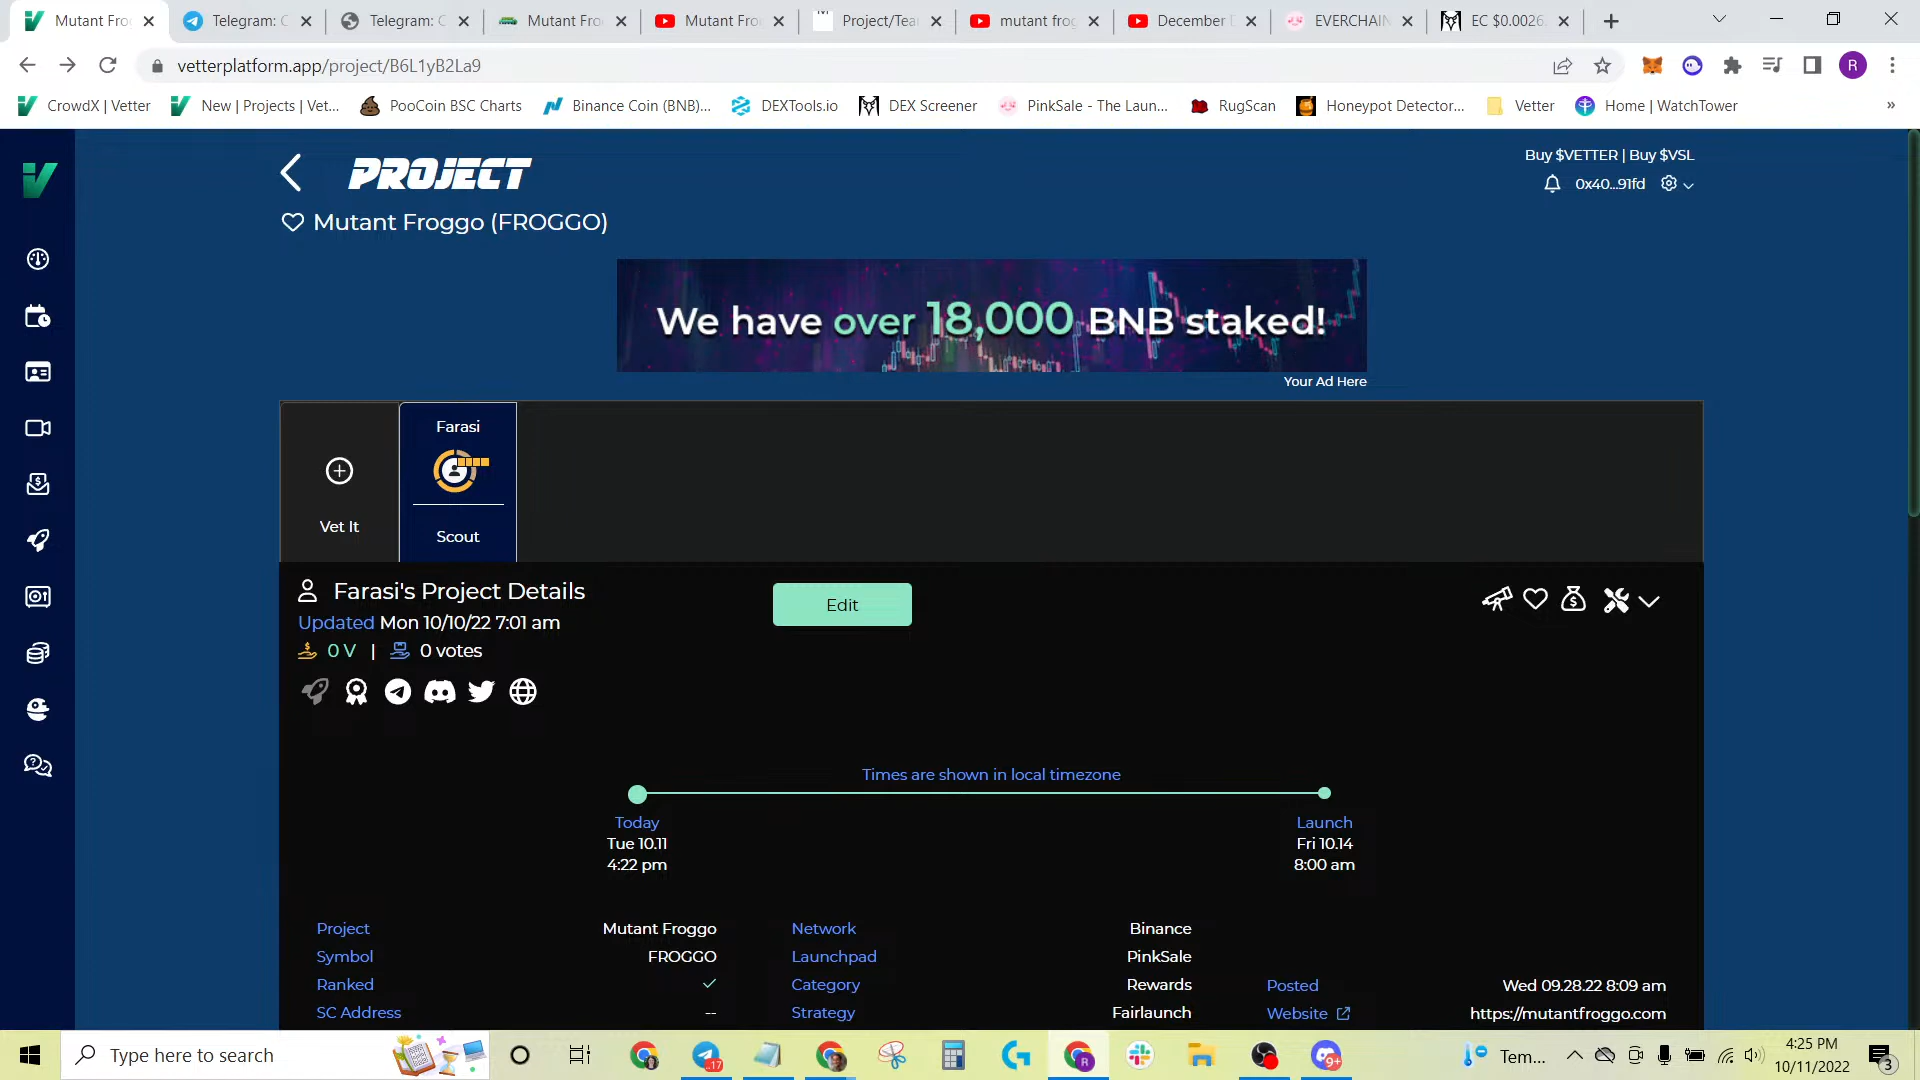 Mutant Fro
Telegram: C
Telegram: C
Mutant Fro
Mutant Fro
Project/Tea
mutant frog
December
EVERCHAIN
EC $0.0026
vetterplatform.app/project/B6L1yB2La9
R
CrowdX | Vetter
New | Projects | Vet...
PooCoin BSC Charts
Binance Coin (BNB)...
DEXTools.io
DEX Screener
PinkSale - The Laun...
RugScan
Honeypot Detector...
Vetter
Home | WatchTower
»
PROJECT
Buy $VETTER | Buy $VSL
0x40...91fd
Mutant Froggo (FROGGO)
We have over 18,000 BNB staked!
Your Ad Here
Farasi
Vet It
Scout
Farasi's Project Details
Edit
Updated Mon 10/10/22 7:01 am
0 V | 0 votes
Times are shown in local timezone
Today
Tue 10.11
4:22 pm
Launch
Fri 10.14
8:00 am
Project Mutant Froggo
Symbol FROGGO
Ranked
SC Address --
Network Binance
Launchpad PinkSale
Category Rewards
Strategy Fairlaunch
Posted Wed 09.28.22 8:09 am
Website https://mutantfroggo.com
Type here to search
17
R
9+
Tem...
4:25 PM
10/11/2022
3